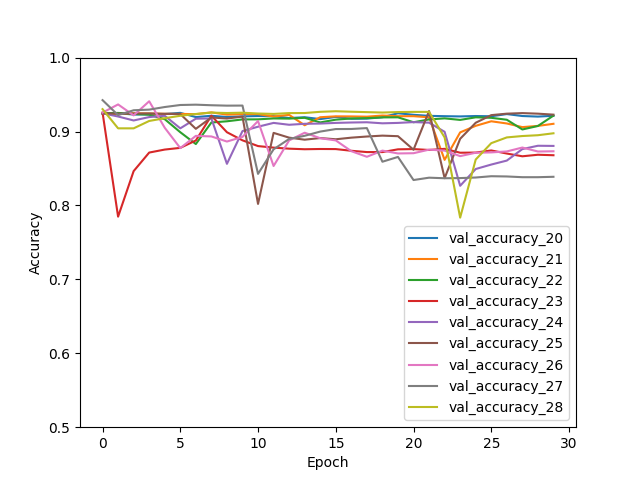 1.0
0.9
0.8
0.7
0.6
0.5
Accuracy
0
5
10
15
20
25
30
Epoch
val_accuracy_20
val_accuracy_21
val_accuracy_22
val_accuracy_23
val_accuracy_24
val_accuracy_25
val_accuracy_26
val_accuracy_27
val_accuracy_28